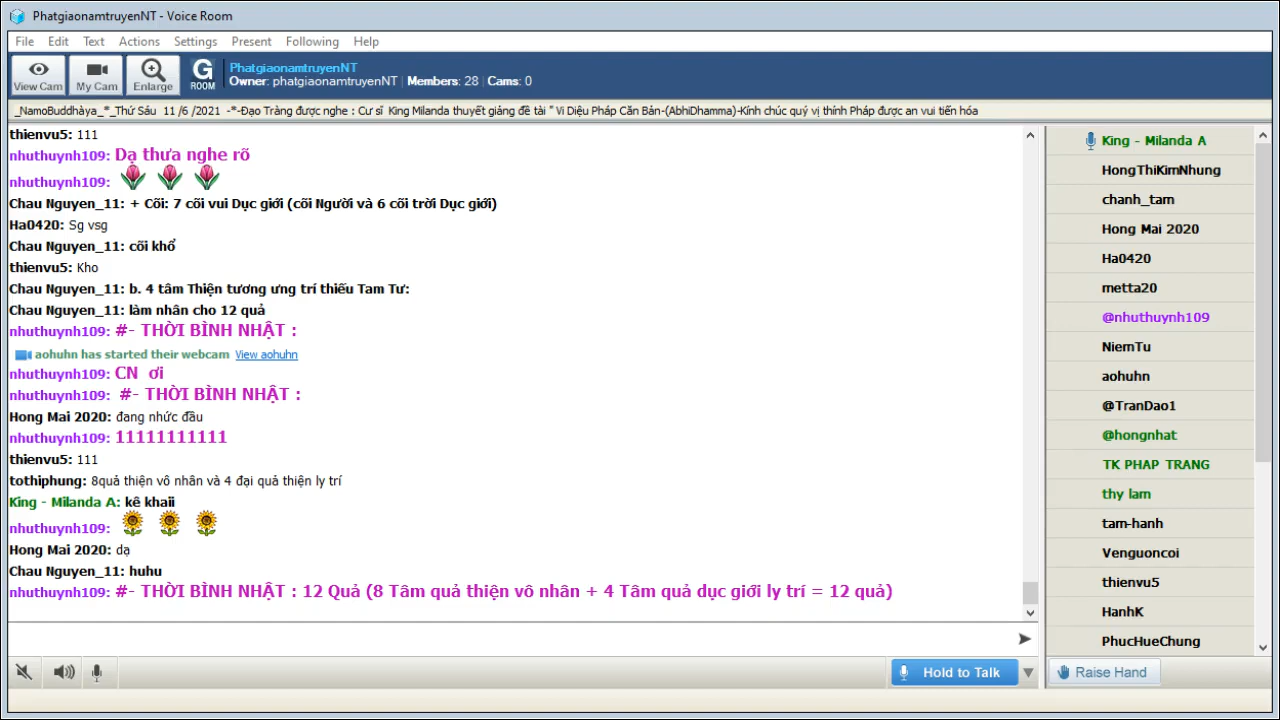 PhatgiaonamtruyenNT - Voice Room
File Edit Text Actions Settings Present Following Help
View Cam My Cam Enlarge G ROOM
PhatgiaonamtruyenNT
Owner: phatgiaonamtruyenNT Members: 28 Cams: 0
_NamoBuddhàya_*_Thứ Sáu 11 /6 /2021 -*-Đạo Tràng được nghe : Cư sĩ King Milanda thuyết giảng đề tài " Vi Diệu Pháp Căn Bản-(AbhiDhamma)-Kính chúc quý vị thính Pháp được an vui tiến hóa
thienvu5: 111
nhuthuynh109: Dạ thưa nghe rõ
nhuthuynh109:
Chau Nguyen_11: + Cõi: 7 cõi vui Dục giới (cõi Người và 6 cõi trời Dục giới)
Ha0420: Sg vsg
Chau Nguyen_11: cõi khổ
thienvu5: Kho
Chau Nguyen_11: b. 4 tâm Thiện tương ưng trí thiếu Tam Tư:
Chau Nguyen_11: làm nhân cho 12 quả
nhuthuynh109: #- THỜI BÌNH NHẬT :
aohuhn has started their webcam View aohuhn
nhuthuynh109: CN ơi
nhuthuynh109: #- THỜI BÌNH NHẬT :
Hong Mai 2020: đang nhức đầu
nhuthuynh109: 11111111111
thienvu5: 111
tothiphung: 8quả thiện vô nhân và 4 đại quả thiện ly trí
King - Milanda A: kê khaii
nhuthuynh109:
Hong Mai 2020: dạ
Chau Nguyen_11: huhu
nhuthuynh109: #- THỜI BÌNH NHẬT : 12 Quả (8 Tâm quả thiện vô nhân + 4 Tâm quả dục giới ly trí = 12 quả)
King - Milanda A
HongThiKimNhung
chanh_tam
Hong Mai 2020
Ha0420
metta20
@nhuthuynh109
NiemTu
aohuhn
@TranDao1
@hongnhat
TK PHAP TRANG
thy lam
tam-hanh
Venguoncoi
thienvu5
HanhK
PhucHueChung
Hold to Talk
Raise Hand